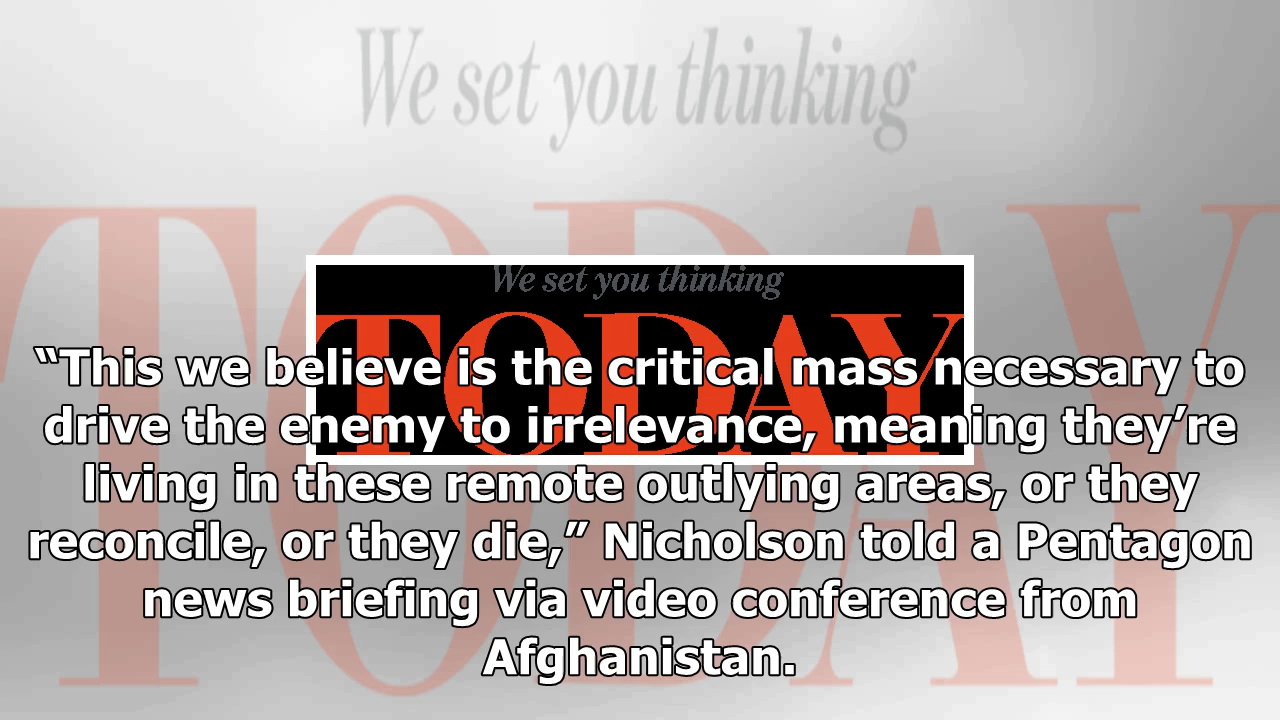 We set you thinking
TODAY
We set you thinking
TODAY
“This we believe is the critical mass necessary to
drive the enemy to irrelevance, meaning they’re
living in these remote outlying areas, or they
reconcile, or they die,” Nicholson told a Pentagon
news briefing via video conference from
Afghanistan.